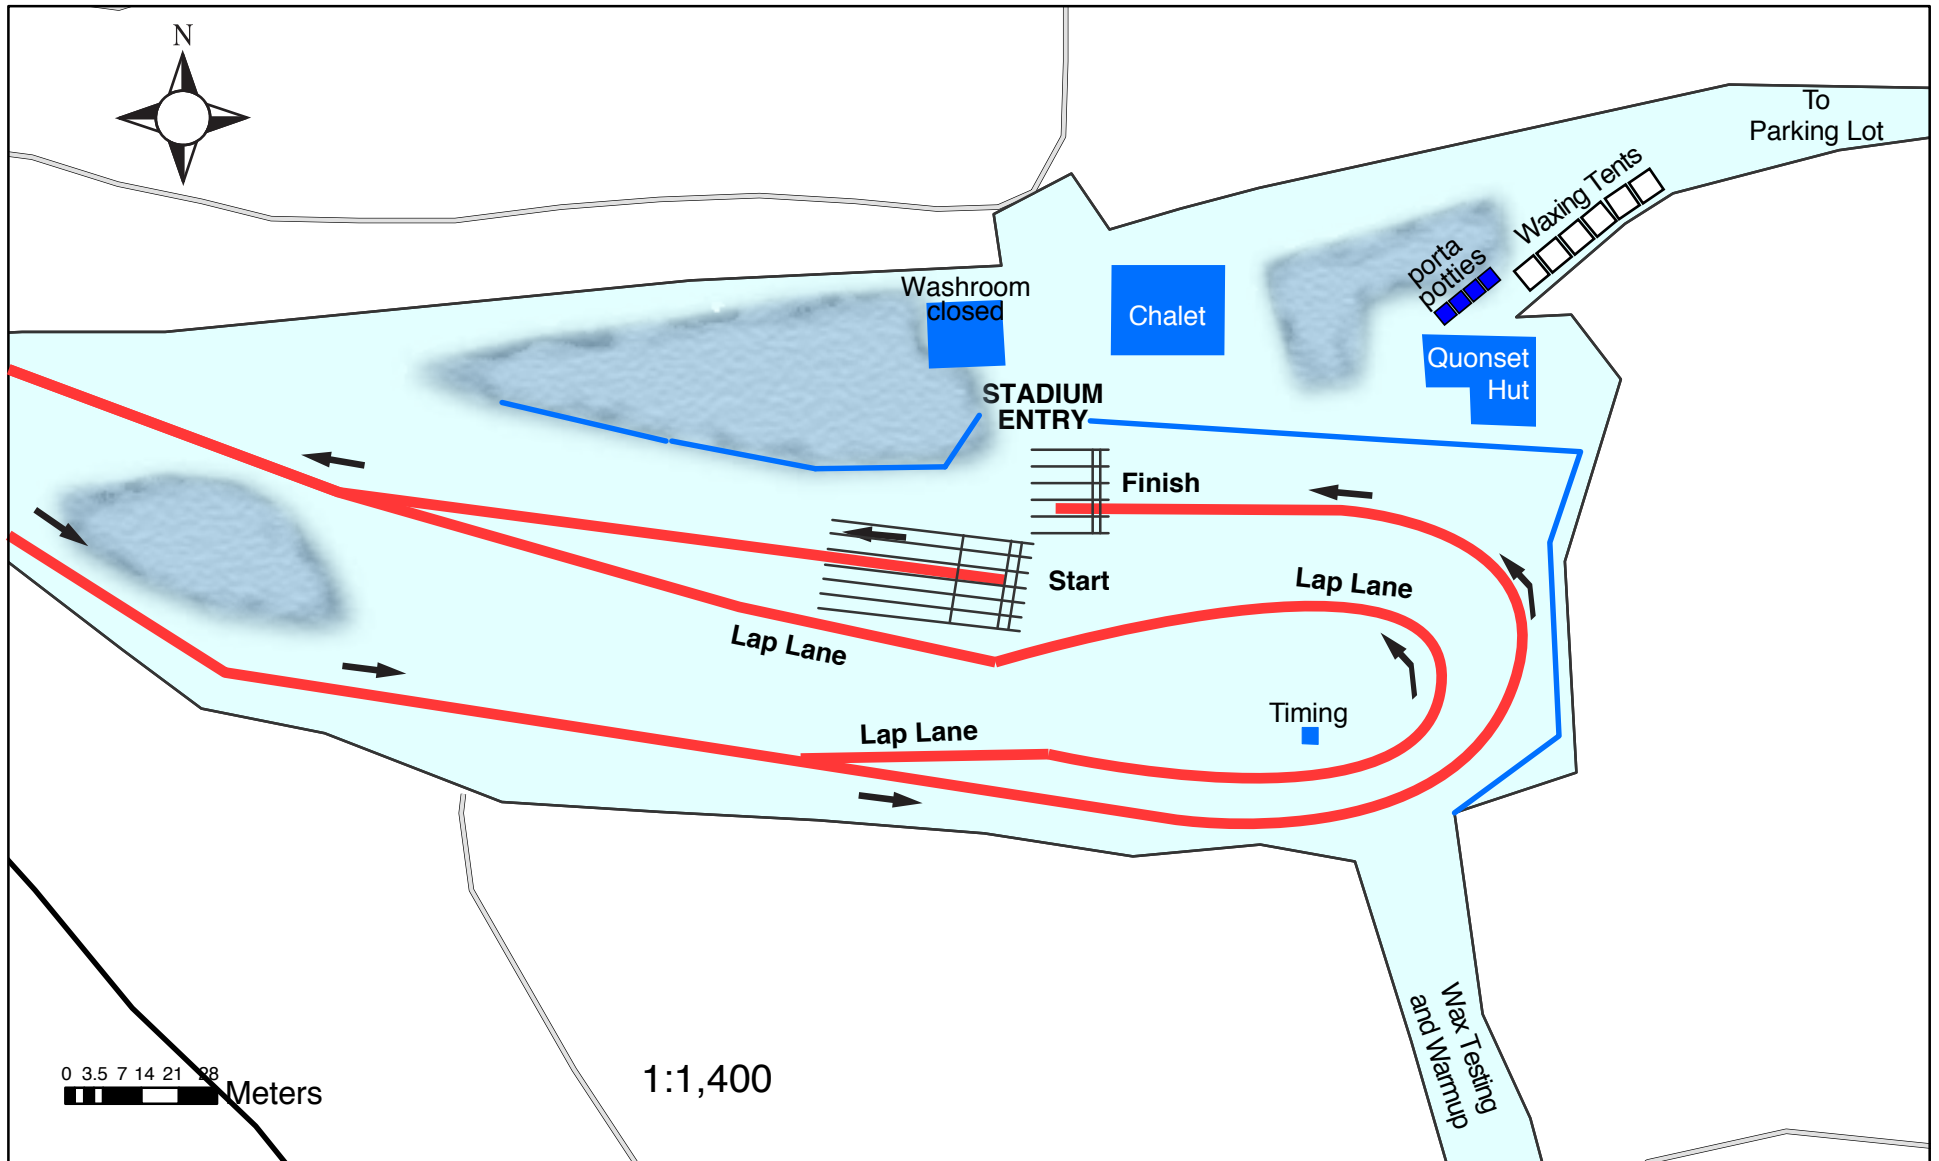 N
To
Parking Lot
Waxing Tents
porta
potties
Washroom
closed
Chalet
Quonset
Hut
STADIUM
ENTRY
Finish
Start
Lap Lane
Lap Lane
Lap Lane
Timing
Wax Testing
and Warmup
0 3.5 7 14 21 28
Meters
1:1,400